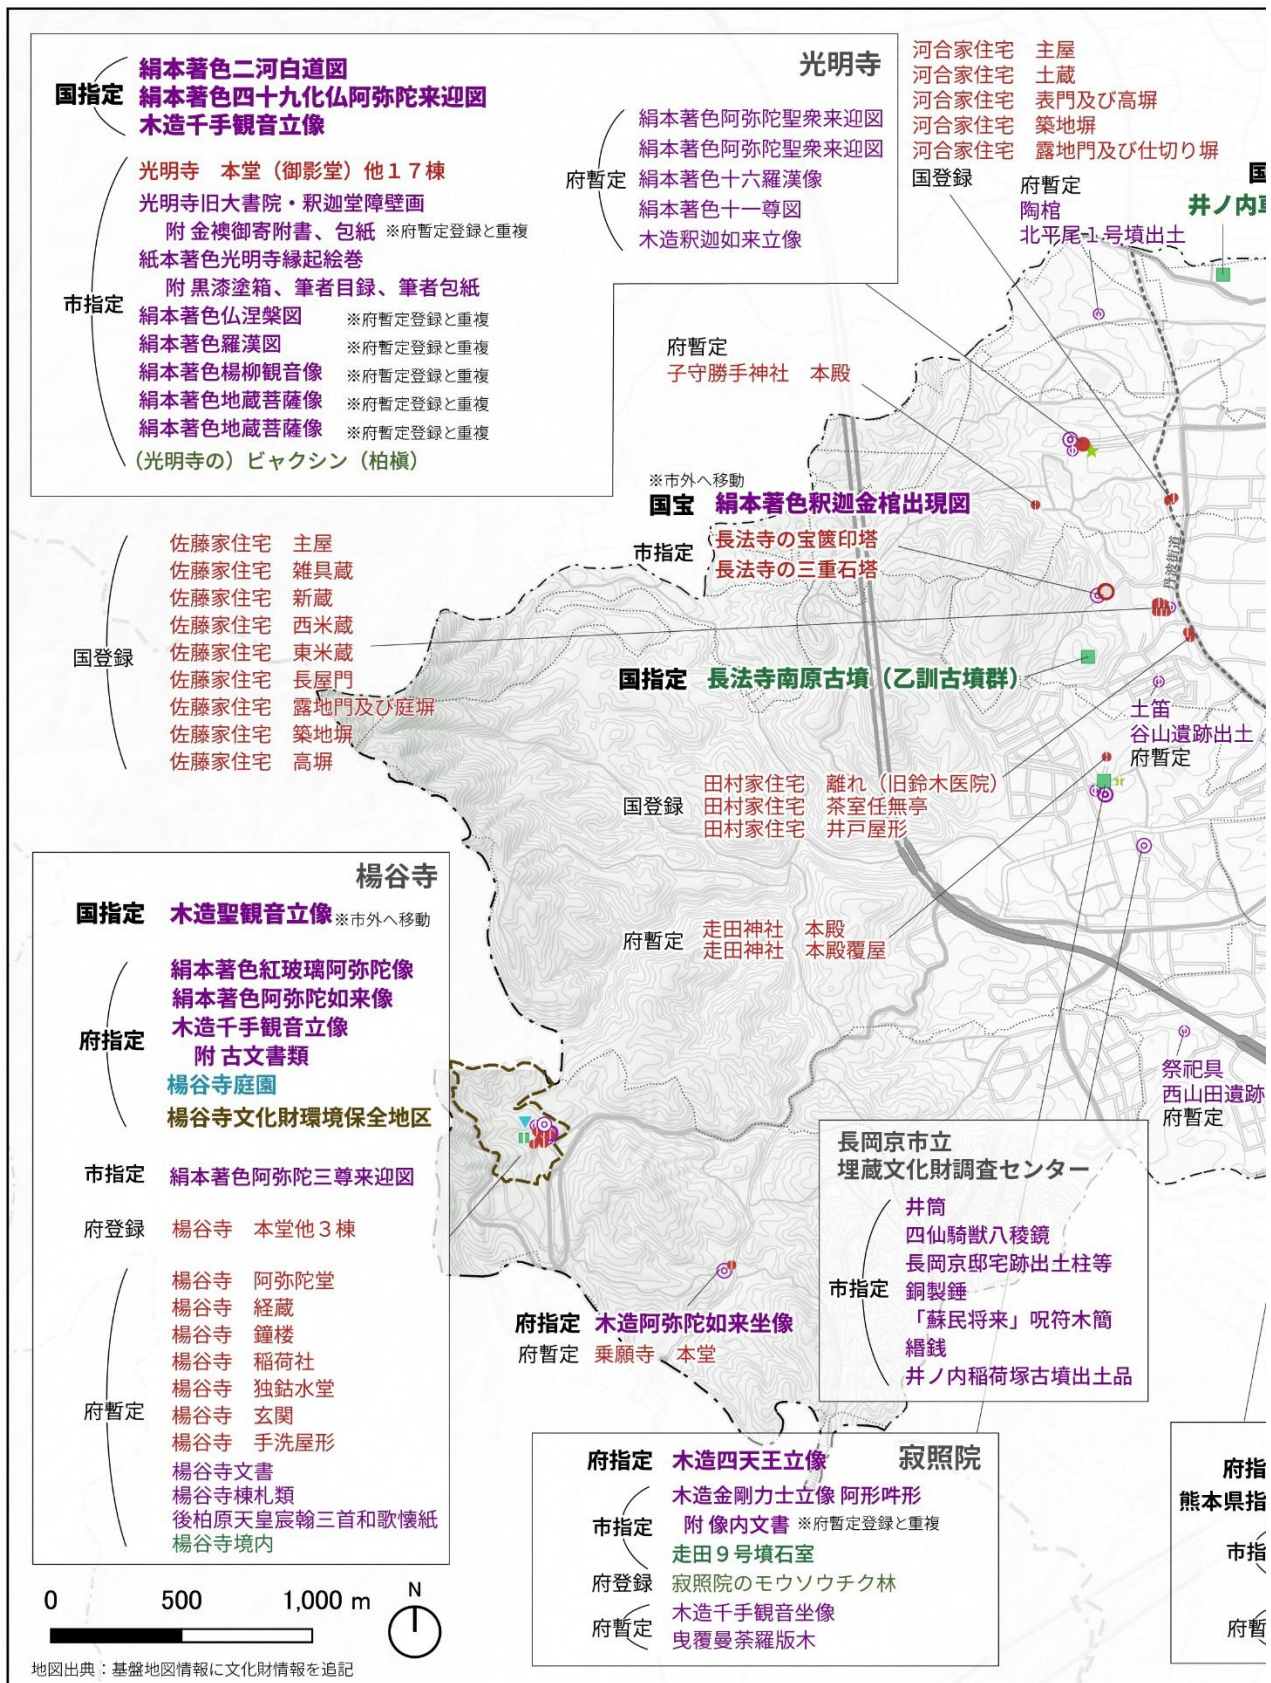 光明寺
国指定
絹本著色二河白道図
絹本著色四十九化仏阿弥陀来迎図
木造千手観音立像
市指定
光明寺　本堂（御影堂）他１７棟
光明寺旧大書院・釈迦堂障壁画
附 金襖御寄附書、包紙 ※府暫定登録と重複
紙本著色光明寺縁起絵巻
附 黒漆塗箱、筆者目録、筆者包紙
絹本著色仏涅槃図　※府暫定登録と重複
絹本著色羅漢図　※府暫定登録と重複
絹本著色楊柳観音像　※府暫定登録と重複
絹本著色地蔵菩薩像　※府暫定登録と重複
絹本著色地蔵菩薩像　※府暫定登録と重複
（光明寺の）ビャクシン（柏槇）
府暫定
絹本著色阿弥陀聖衆来迎図
絹本著色阿弥陀聖衆来迎図
絹本著色十六羅漢像
絹本著色十一尊図
木造釈迦如来立像
河合家住宅　主屋
河合家住宅　土蔵
河合家住宅　表門及び高塀
河合家住宅　築地塀
河合家住宅　露地門及び仕切り塀
国登録
府暫定
陶棺
北平尾１号墳出土
国
井ノ内車
府暫定
子守勝手神社　本殿
※市外へ移動
国宝　絹本著色釈迦金棺出現図
市指定
長法寺の宝篋印塔
長法寺の三重石塔
丹波街道
国登録
佐藤家住宅　主屋
佐藤家住宅　雑具蔵
佐藤家住宅　新蔵
佐藤家住宅　西米蔵
佐藤家住宅　東米蔵
佐藤家住宅　長屋門
佐藤家住宅　露地門及び庭塀
佐藤家住宅　築地塀
佐藤家住宅　高塀
国指定　長法寺南原古墳（乙訓古墳群）
土笛
谷山遺跡出土
府暫定
国登録
田村家住宅　離れ（旧鈴木医院）
田村家住宅　茶室任無亭
田村家住宅　井戸屋形
府暫定
走田神社　本殿
走田神社　本殿覆屋
祭祀具
西山田遺跡
府暫定
楊谷寺
国指定　木造聖観音立像 ※市外へ移動
府指定
絹本著色紅玻璃阿弥陀像
絹本著色阿弥陀如来像
木造千手観音立像
附 古文書類
楊谷寺庭園
楊谷寺文化財環境保全地区
市指定　絹本著色阿弥陀三尊来迎図
府登録　楊谷寺　本堂他３棟
府暫定
楊谷寺　阿弥陀堂
楊谷寺　経蔵
楊谷寺　鐘楼
楊谷寺　稲荷社
楊谷寺　独鈷水堂
楊谷寺　玄関
楊谷寺　手洗屋形
楊谷寺文書
楊谷寺棟札類
後柏原天皇宸翰三首和歌懐紙
楊谷寺境内
府指定　木造阿弥陀如来坐像
府暫定　乗願寺　本堂
長岡京市立
埋蔵文化財調査センター
市指定
井筒
四仙騎獣八稜鏡
長岡京邸宅跡出土柱等
銅製錘
「蘇民将来」呪符木簡
緡銭
井ノ内稲荷塚古墳出土品
寂照院
府指定　木造四天王立像
市指定
木造金剛力士立像 阿形吽形
附 像内文書 ※府暫定登録と重複
走田９号墳石室
府登録　寂照院のモウソウチク林
府暫定
木造千手観音坐像
曳覆曼荼羅版木
府指
熊本県指
市指
府暫
0　500　1,000 m
N
地図出典：基盤地図情報に文化財情報を追記